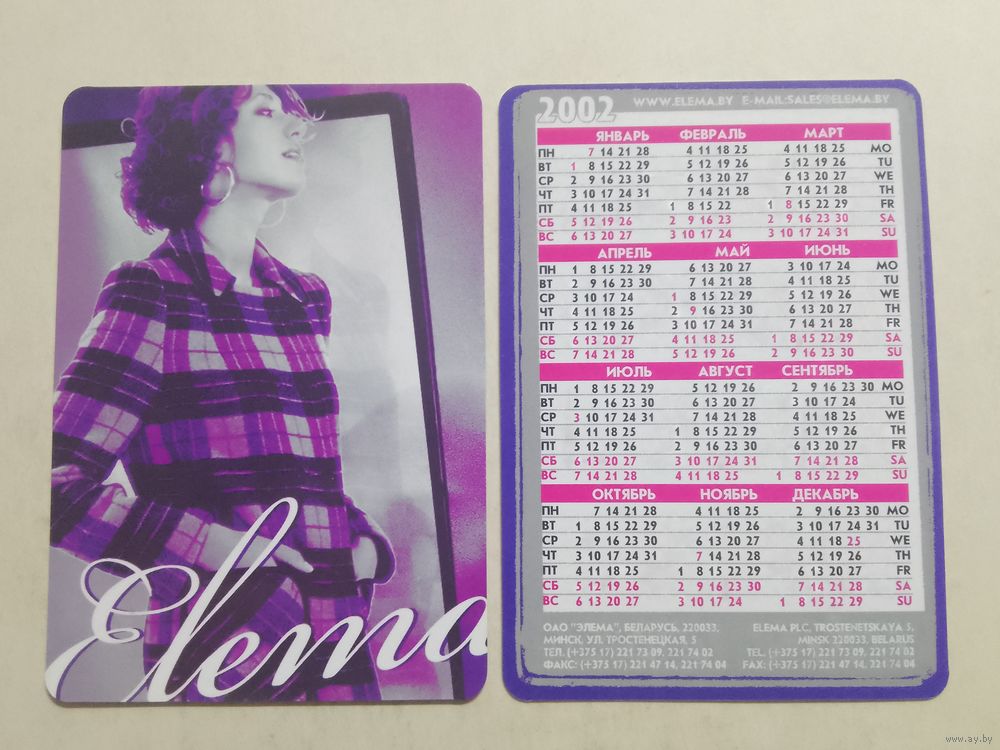 Elema
2002 WWW.ELEMA.BY E-MAIL:SALES@ELEMA.BY
ЯНВАРЬ ФЕВРАЛЬ МАРТ
ПН 7 14 21 28 4 11 18 25 4 11 18 25 MO
ВТ 1 8 15 22 29 5 12 19 26 5 12 19 26 TU
СР 2 9 16 23 30 6 13 20 27 6 13 20 27 WE
ЧТ 3 10 17 24 31 7 14 21 28 7 14 21 28 TH
ПТ 4 11 18 25 1 8 15 22 1 8 15 22 29 FR
СБ 5 12 19 26 2 9 16 23 2 9 16 23 30 SA
ВС 6 13 20 27 3 10 17 24 3 10 17 24 31 SU
АПРЕЛЬ МАЙ ИЮНЬ
ПН 1 8 15 22 29 6 13 20 27 3 10 17 24 MO
ВТ 2 9 16 23 30 7 14 21 28 4 11 18 25 TU
СР 3 10 17 24 1 8 15 22 29 5 12 19 26 WE
ЧТ 4 11 18 25 2 9 16 23 30 6 13 20 27 TH
ПТ 5 12 19 26 3 10 17 24 31 7 14 21 28 FR
СБ 6 13 20 27 4 11 18 25 1 8 15 22 29 SA
ВС 7 14 21 28 5 12 19 26 2 9 16 23 30 SU
ИЮЛЬ АВГУСТ СЕНТЯБРЬ
ПН 1 8 15 22 29 5 12 19 26 2 9 16 23 30 MO
ВТ 2 9 16 23 30 6 13 20 27 3 10 17 24 TU
СР 3 10 17 24 31 7 14 21 28 4 11 18 25 WE
ЧТ 4 11 18 25 1 8 15 22 29 5 12 19 26 TH
ПТ 5 12 19 26 2 9 16 23 30 6 13 20 27 FR
СБ 6 13 20 27 3 10 17 24 31 7 14 21 28 SA
ВС 7 14 21 28 4 11 18 25 1 8 15 22 29 SU
ОКТЯБРЬ НОЯБРЬ ДЕКАБРЬ
ПН 7 14 21 28 4 11 18 25 2 9 16 23 30 MO
ВТ 1 8 15 22 29 5 12 19 26 3 10 17 24 31 TU
СР 2 9 16 23 30 6 13 20 27 4 11 18 25 WE
ЧТ 3 10 17 24 31 7 14 21 28 5 12 19 26 TH
ПТ 4 11 18 25 1 8 15 22 29 6 13 20 27 FR
СБ 5 12 19 26 2 9 16 23 30 7 14 21 28 SA
ВС 6 13 20 27 3 10 17 24 1 8 15 22 29 SU
ОАО "ЭЛЕМА", БЕЛАРУСЬ, 220033,
МИНСК, УЛ. ТРОСТЕНЕЦКАЯ, 5
ТЕЛ. (+375 17) 221 73 09, 221 74 02
ФАКС: (+375 17) 221 47 14, 221 74 04
ELEMA PLC, TROSTENETSKAYA 5,
MINSK 220033, BELARUS
TEL. (+375 17) 221 73 09, 221 74 02
FAX: (+375 17) 221 47 14, 221 74 04
www.ay.by